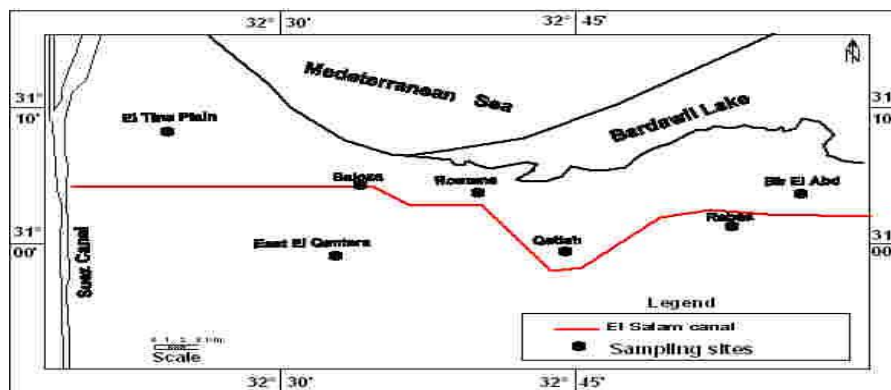 32° 30'
32° 45'
N
Medeterranean Sea
31° 10'
31° 10'
El Tina Plain
Bardawil Lake
Baloza
Romana
Bir El Abd
Rabaa
31° 00'
31° 00'
East El Qantara
Qatiah
Suez Canal
Legend
El-Salam canal
Sampling sites
Scale
32° 30'
32° 45'